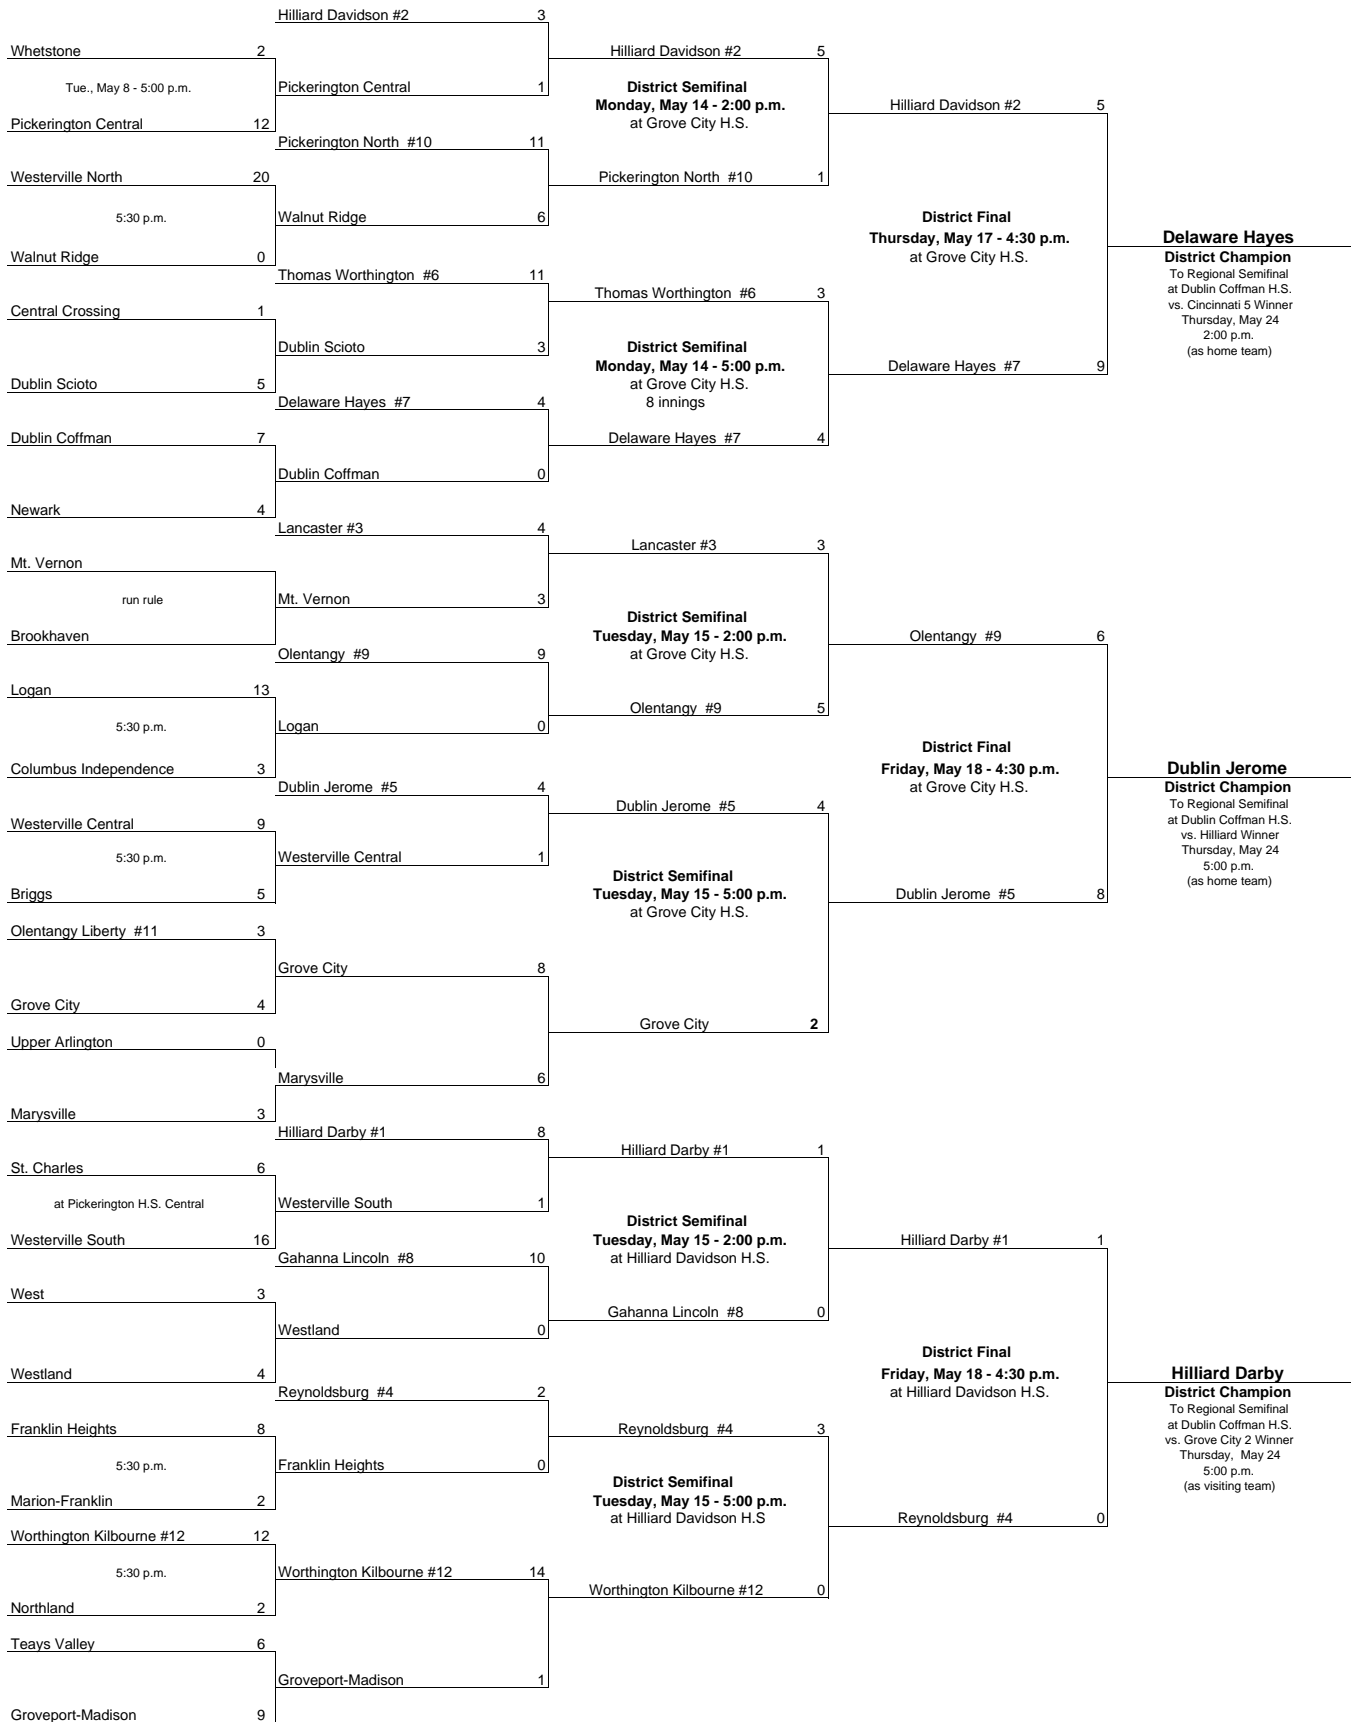 Hilliard Davidson #2 3
Whetstone 2
Hilliard Davidson #2 5
Tue., May 8 - 5:00 p.m.
Pickerington Central 1
District Semifinal
Monday, May 14 - 2:00 p.m.
at Grove City H.S.
Hilliard Davidson #2 5
Pickerington Central 12
Pickerington North #10 11
Westerville North 20
Pickerington North #10 1
5:30 p.m.
Walnut Ridge 6
District Final
Thursday, May 17 - 4:30 p.m.
at Grove City H.S.
Delaware Hayes
District Champion
To Regional Semifinal
at Dublin Coffman H.S.
vs. Cincinnati 5 Winner
Thursday, May 24
2:00 p.m.
(as home team)
Walnut Ridge 0
Thomas Worthington #6 11
Thomas Worthington #6 3
Central Crossing 1
Dublin Scioto 3
District Semifinal
Monday, May 14 - 5:00 p.m.
at Grove City H.S.
8 innings
Delaware Hayes #7 9
Dublin Scioto 5
Delaware Hayes #7 4
Dublin Coffman 7
Delaware Hayes #7 4
Dublin Coffman 0
Newark 4
Lancaster #3 4
Lancaster #3 3
Mt. Vernon
run rule
Mt. Vernon 3
District Semifinal
Tuesday, May 15 - 2:00 p.m.
at Grove City H.S.
Brookhaven
Olentangy #9 6
Olentangy #9 9
Logan 13
Olentangy #9 5
5:30 p.m.
Logan 0
District Final
Friday, May 18 - 4:30 p.m.
at Grove City H.S.
Dublin Jerome
District Champion
To Regional Semifinal
at Dublin Coffman H.S.
vs. Hilliard Winner
Thursday, May 24
5:00 p.m.
(as home team)
Columbus Independence 3
Dublin Jerome #5 4
Dublin Jerome #5 4
Westerville Central 9
5:30 p.m.
Westerville Central 1
District Semifinal
Tuesday, May 15 - 5:00 p.m.
at Grove City H.S.
Briggs 5
Dublin Jerome #5 8
Olentangy Liberty #11 3
Grove City 8
Grove City 4
Grove City 2
Upper Arlington 0
Marysville 6
Marysville 3
Hilliard Darby #1 8
Hilliard Darby #1 1
St. Charles 6
at Pickerington H.S. Central
Westerville South 1
District Semifinal
Tuesday, May 15 - 2:00 p.m.
at Hilliard Davidson H.S.
Westerville South 16
Hilliard Darby #1 1
Gahanna Lincoln #8 10
West 3
Gahanna Lincoln #8 0
Westland 0
District Final
Friday, May 18 - 4:30 p.m.
at Hilliard Davidson H.S.
Hilliard Darby
District Champion
To Regional Semifinal
at Dublin Coffman H.S.
vs. Grove City 2 Winner
Thursday, May 24
5:00 p.m.
(as visiting team)
Westland 4
Reynoldsburg #4 2
Franklin Heights 8
Reynoldsburg #4 3
5:30 p.m.
Franklin Heights 0
District Semifinal
Tuesday, May 15 - 5:00 p.m.
at Hilliard Davidson H.S
Marion-Franklin 2
Reynoldsburg #4 0
Worthington Kilbourne #12 12
5:30 p.m.
Worthington Kilbourne #12 14
Worthington Kilbourne #12 0
Northland 2
Teays Valley 6
Groveport-Madison 1
Groveport-Madison 9